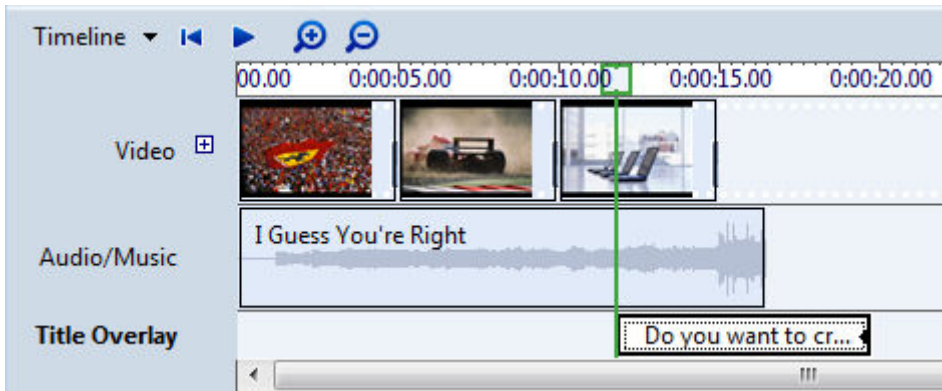 Timeline
00.00 0:00:05.00 0:00:10.00 0:00:15.00 0:00:20.00
Video
I Guess You're Right
Audio/Music
Title Overlay
Do you want to cr...